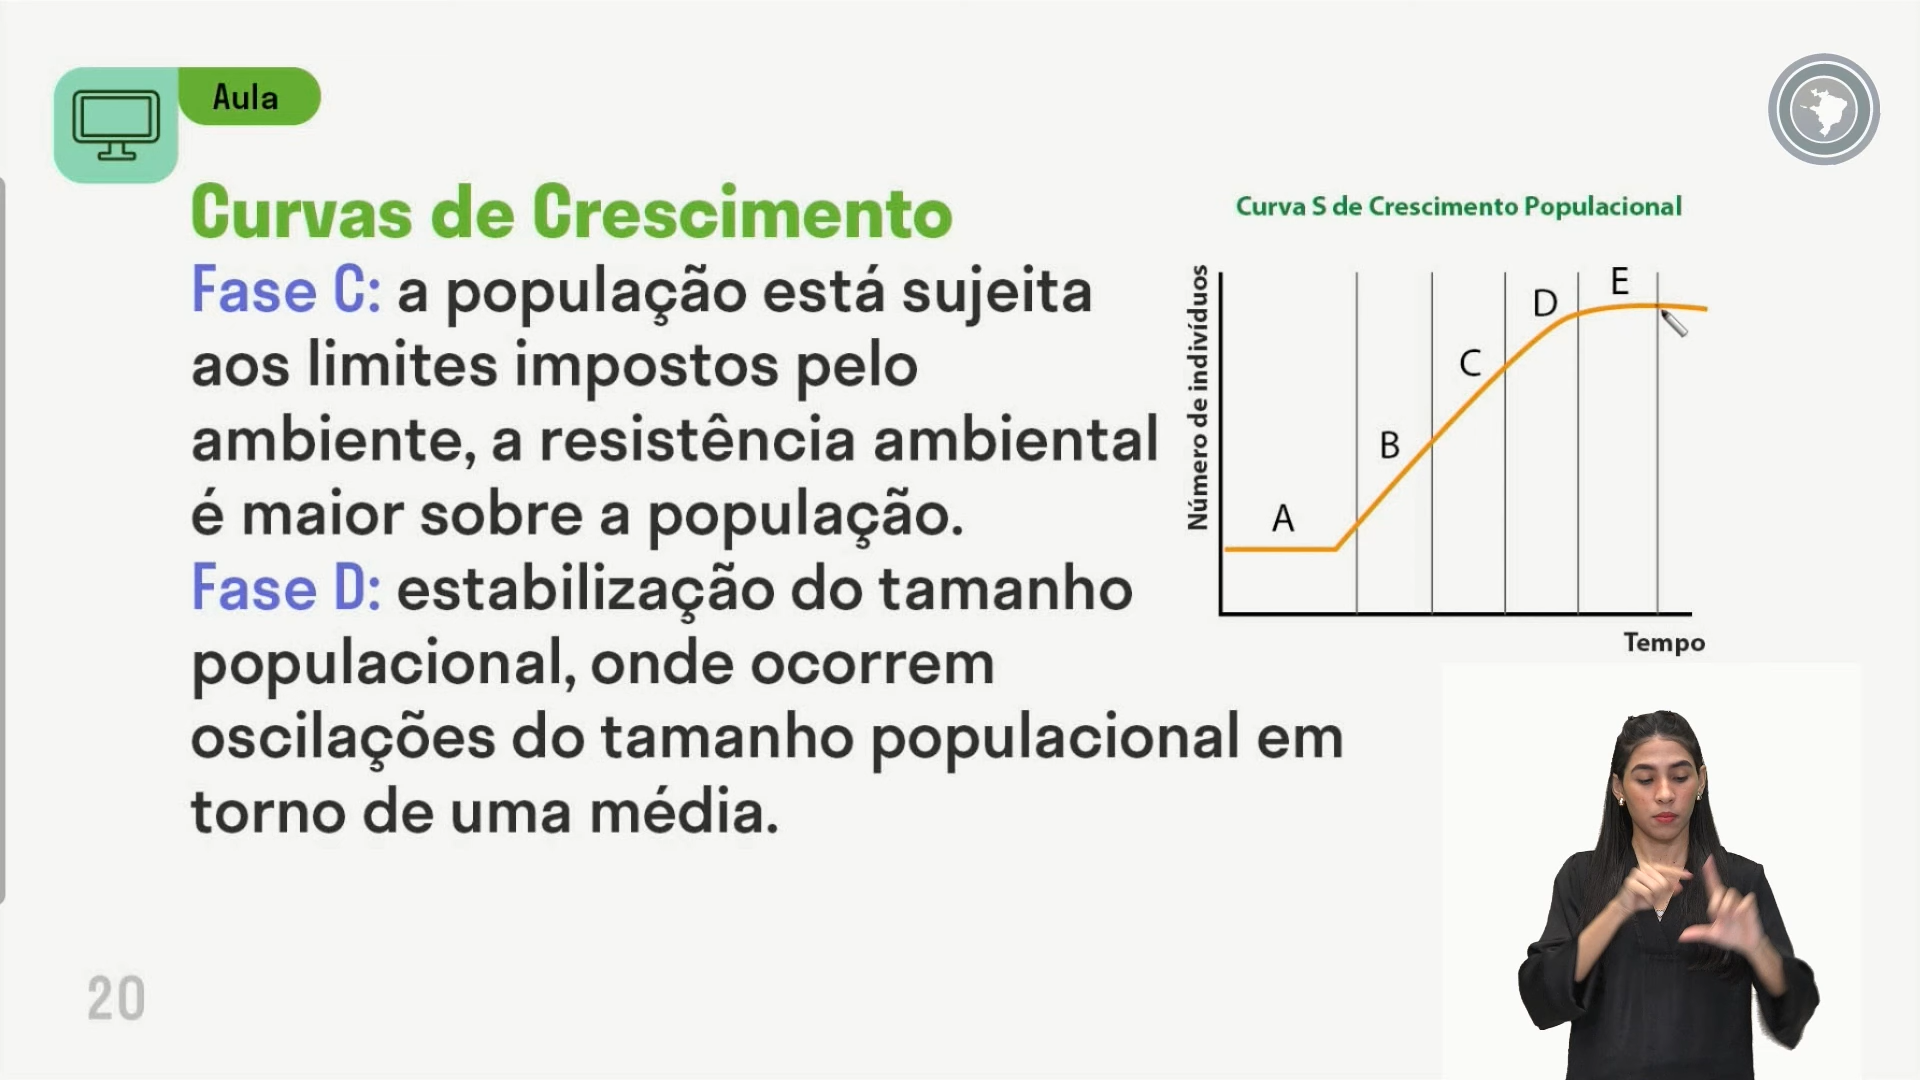 Aula
Curvas de Crescimento
Fase C: a população está sujeita
aos limites impostos pelo
ambiente, a resistência ambiental
é maior sobre a população.
Fase D: estabilização do tamanho
populacional, onde ocorrem
oscilações do tamanho populacional em
torno de uma média.
Curva S de Crescimento Populacional
Número de indivíduos
A
B
C
D
E
Tempo
20